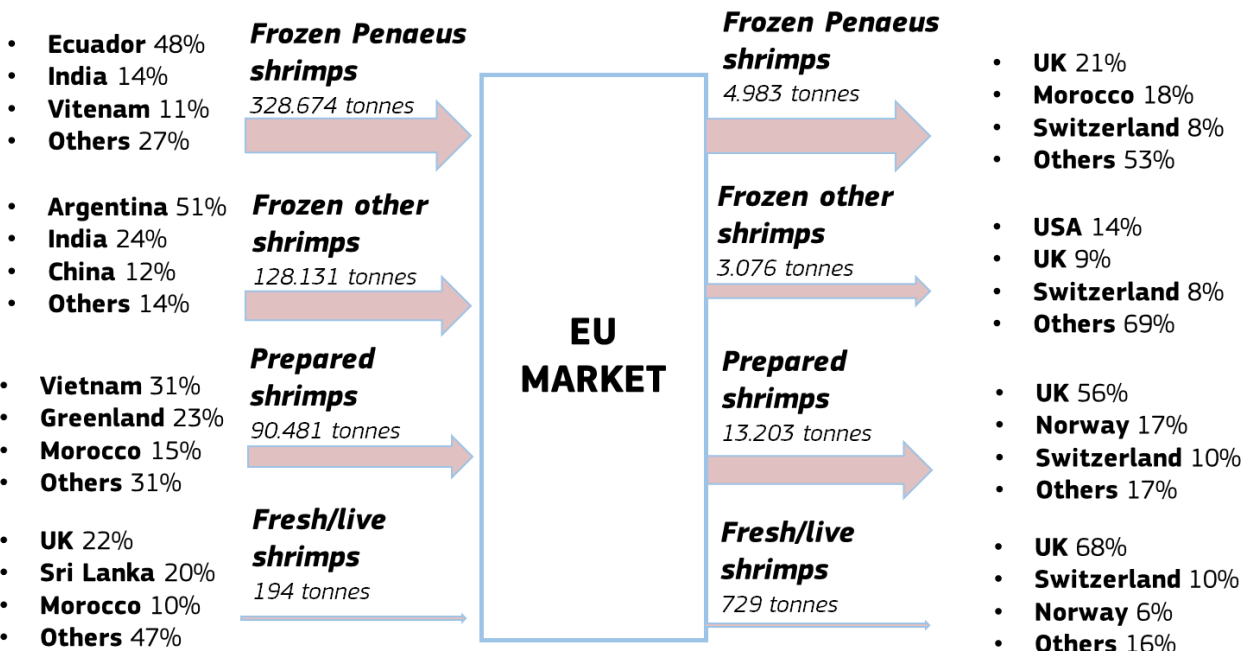 • Ecuador 48%
• India 14%
• Vitenam 11%
• Others 27%
Frozen Penaeus
shrimps
328.674 tonnes
• Argentina 51%
• India 24%
• China 12%
• Others 14%
Frozen other
shrimps
128.131 tonnes
• Vietnam 31%
• Greenland 23%
• Morocco 15%
• Others 31%
Prepared
shrimps
90.481 tonnes
• UK 22%
• Sri Lanka 20%
• Morocco 10%
• Others 47%
Fresh/live
shrimps
194 tonnes
EU
MARKET
Frozen Penaeus
shrimps
4.983 tonnes
• UK 21%
• Morocco 18%
• Switzerland 8%
• Others 53%
Frozen other
shrimps
3.076 tonnes
• USA 14%
• UK 9%
• Switzerland 8%
• Others 69%
Prepared
shrimps
13.203 tonnes
• UK 56%
• Norway 17%
• Switzerland 10%
• Others 17%
Fresh/live
shrimps
729 tonnes
• UK 68%
• Switzerland 10%
• Norway 6%
• Others 16%